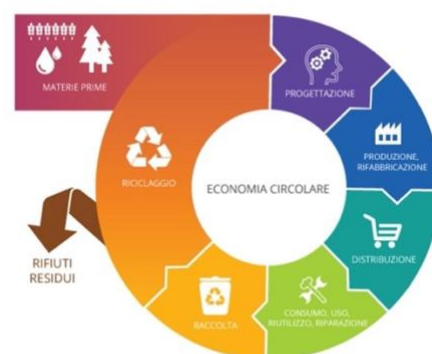 MATERIE PRIME
PROGETTAZIONE
PRODUZIONE,
RIFABBRICAZIONE
RICICLAGGIO
ECONOMIA CIRCOLARE
DISTRIBUZIONE
RIFIUTI
RESIDUI
CONSUMO, USO,
RIUTILIZZO, RIPARAZIONE
RACCOLTA